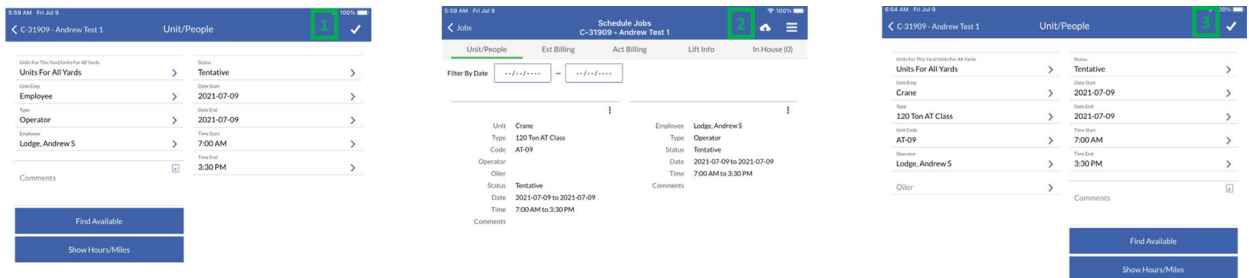 5:59 AM Fri Jul 9
100%
C-31909 - Andrew Test 1
Unit/People
1
Units For This Yard/Units For All Yards
Units For All Yards
Unit/Emp
Employee
Type
Operator
Employee
Lodge, Andrew S
Comments
Status
Tentative
Date Start
2021-07-09
Date End
2021-07-09
Time Start
7:00 AM
Time End
3:30 PM
Find Available
Show Hours/Miles
5:59 AM Fri Jul 9
100%
Jobs
Schedule Jobs
C-31909 - Andrew Test 1
2
Unit/People Est Billing Act Billing Lift Info In House (0)
Filter By Date --/--/---- – --/--/----
Unit Crane
Type 120 Ton AT Class
Code AT-09
Operator
Oiler
Status Tentative
Date 2021-07-09 to 2021-07-09
Time 7:00 AM to 3:30 PM
Comments
Employee Lodge, Andrew S
Type Operator
Status Tentative
Date 2021-07-09 to 2021-07-09
Time 7:00 AM to 3:30 PM
Comments
6:04 AM Fri Jul 9
100%
C-31909 - Andrew Test 1
Unit/People
3
Units For This Yard/Units For All Yards
Units For All Yards
Unit/Emp
Crane
Type
120 Ton AT Class
Unit Code
AT-09
Operator
Lodge, Andrew S
Oiler
Status
Tentative
Date Start
2021-07-09
Date End
2021-07-09
Time Start
7:00 AM
Time End
3:30 PM
Comments
Find Available
Show Hours/Miles